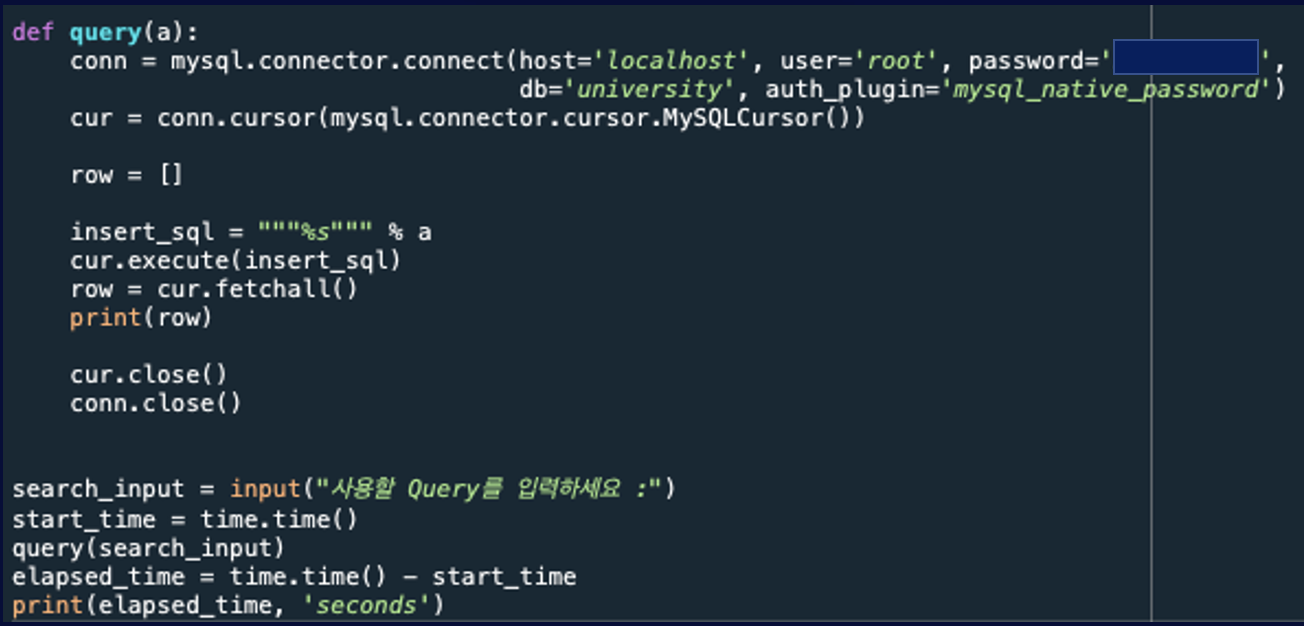 def query(a):
conn = mysql.connector.connect(host='localhost', user='root', password='',
db='university', auth_plugin='mysql_native_password')
cur = conn.cursor(mysql.connector.cursor.MySQLCursor())
row = []
insert_sql = """%s""" % a
cur.execute(insert_sql)
row = cur.fetchall()
print(row)
cur.close()
conn.close()
search_input = input("사용할 Query를 입력하세요 :")
start_time = time.time()
query(search_input)
elapsed_time = time.time() - start_time
print(elapsed_time, 'seconds')